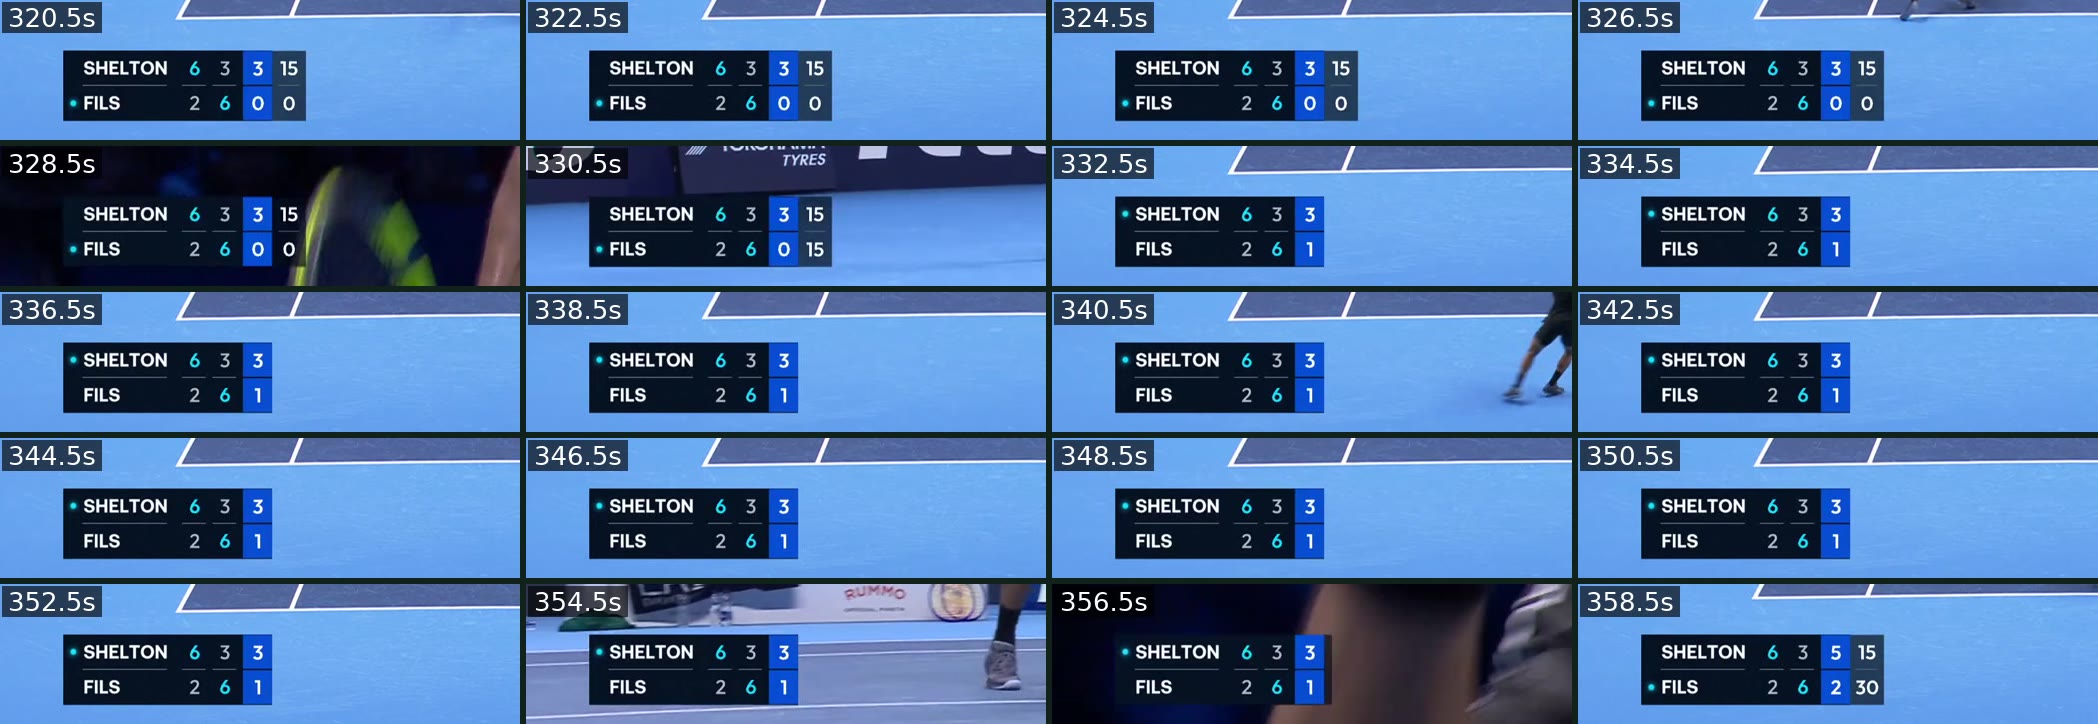 320.5s
SHELTON 6 3 3 15
FILS 2 6 0 0
322.5s
SHELTON 6 3 3 15
FILS 2 6 0 0
324.5s
SHELTON 6 3 3 15
FILS 2 6 0 0
326.5s
SHELTON 6 3 3 15
FILS 2 6 0 0
328.5s
SHELTON 6 3 3 15
FILS 2 6 0 0
330.5s
YOKOHAMA
TYRES
SHELTON 6 3 3 15
FILS 2 6 0 15
332.5s
SHELTON 6 3 3
FILS 2 6 1
334.5s
SHELTON 6 3 3
FILS 2 6 1
336.5s
SHELTON 6 3 3
FILS 2 6 1
338.5s
SHELTON 6 3 3
FILS 2 6 1
340.5s
SHELTON 6 3 3
FILS 2 6 1
342.5s
SHELTON 6 3 3
FILS 2 6 1
344.5s
SHELTON 6 3 3
FILS 2 6 1
346.5s
SHELTON 6 3 3
FILS 2 6 1
348.5s
SHELTON 6 3 3
FILS 2 6 1
350.5s
SHELTON 6 3 3
FILS 2 6 1
352.5s
SHELTON 6 3 3
FILS 2 6 1
354.5s
RUMMO
SHELTON 6 3 3
FILS 2 6 1
356.5s
SHELTON 6 3 3
FILS 2 6 1
358.5s
SHELTON 6 3 5 15
FILS 2 6 2 30